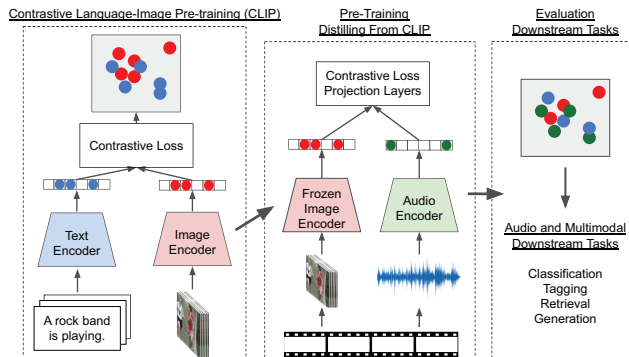 Contrastive Language-Image Pre-training (CLIP)
Contrastive Loss
Text
Encoder
Image
Encoder
A rock band
is playing.
Pre-Training
Distilling From CLIP
Contrastive Loss
Projection Layers
Frozen
Image
Encoder
Audio
Encoder
Evaluation
Downstream Tasks
Audio and Multimodal
Downstream Tasks
Classification
Tagging
Retrieval
Generation